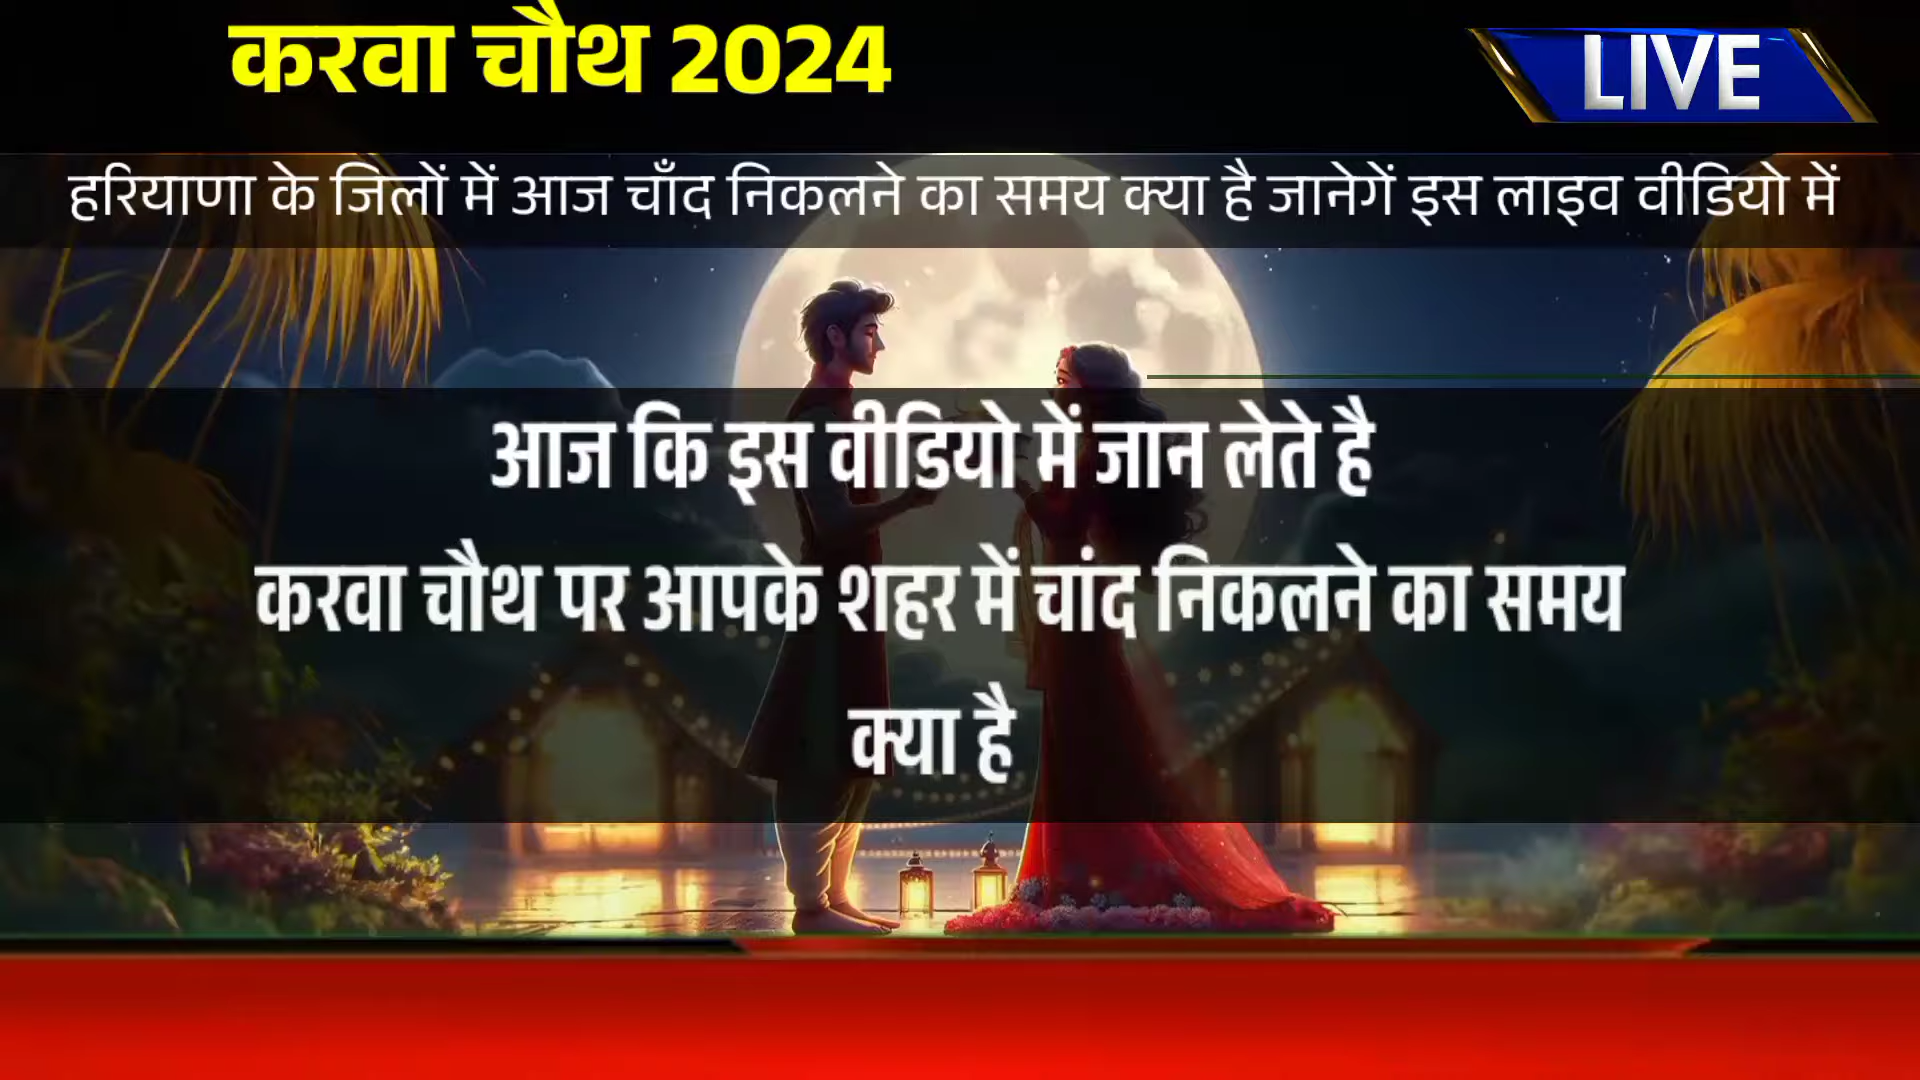 करवा चौथ 2024
LIVE
हरियाणा के जिलों में आज चाँद निकलने का समय क्या है जानेगें इस लाइव वीडियो में
आज कि इस वीडियो में जान लेते है
करवा चौथ पर आपके शहर में चांद निकलने का समय
क्या है